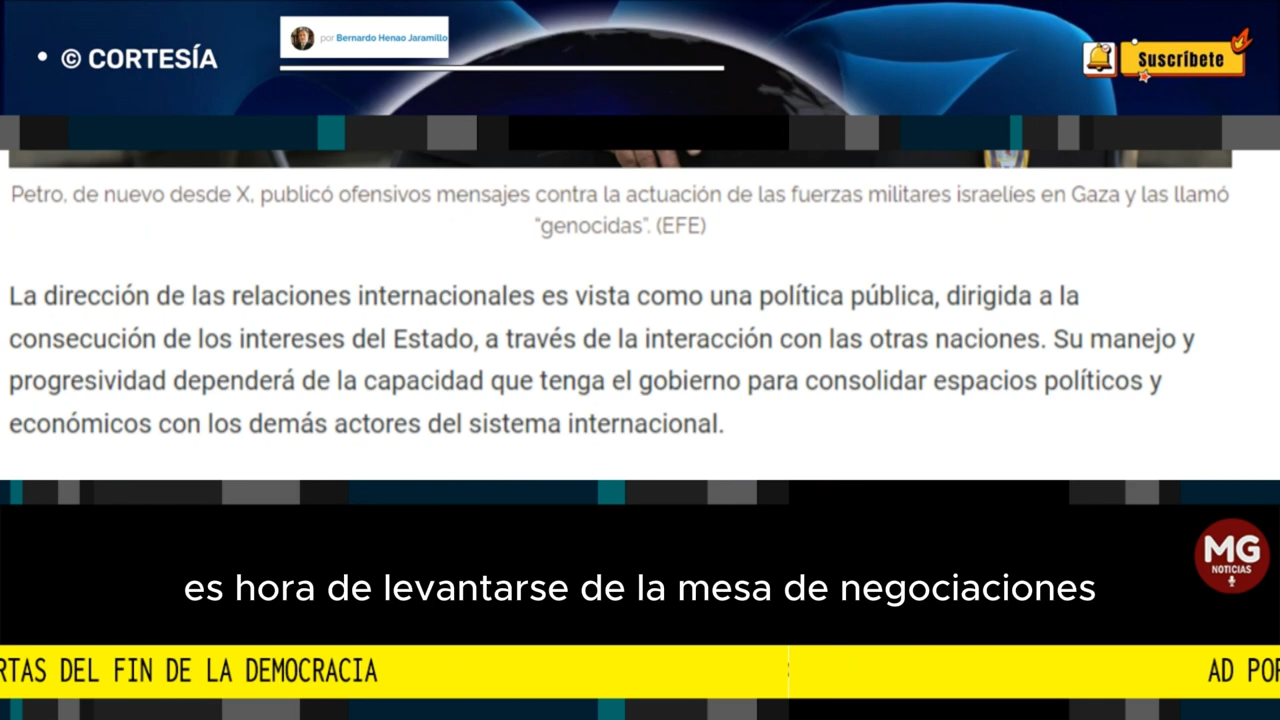 • © CORTESÍA
por Bernardo Henao Jaramillo
Suscríbete
Petro, de nuevo desde X, publicó ofensivos mensajes contra la actuación de las fuerzas militares israelíes en Gaza y las llamó
“genocidas”. (EFE)
La dirección de las relaciones internacionales es vista como una política pública, dirigida a la
consecución de los intereses del Estado, a través de la interacción con las otras naciones. Su manejo y
progresividad dependerá de la capacidad que tenga el gobierno para consolidar espacios políticos y
económicos con los demás actores del sistema internacional.
MG
NOTICIAS
es hora de levantarse de la mesa de negociaciones
RTAS DEL FIN DE LA DEMOCRACIA AD POR